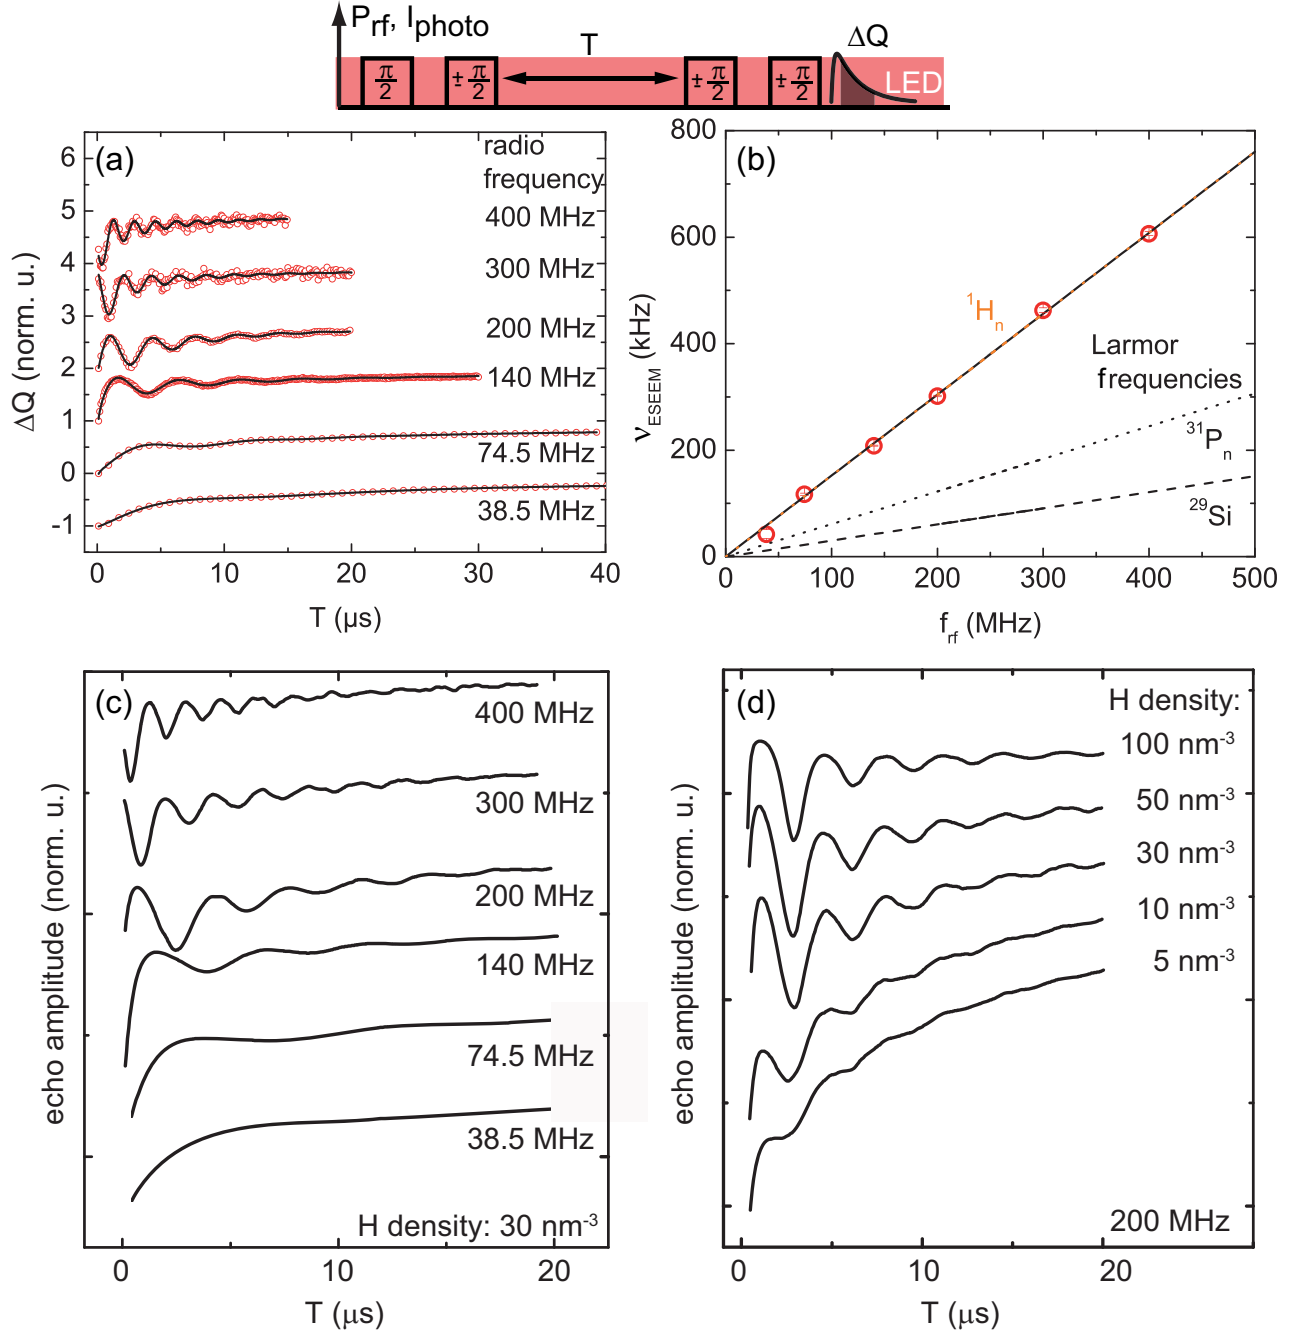 P_rf, I_photo
T
ΔQ
π/2
± π/2
± π/2
± π/2
LED
(a)
radio
frequency
400 MHz
300 MHz
200 MHz
140 MHz
74.5 MHz
38.5 MHz
6
5
4
3
2
1
0
-1
ΔQ (norm. u.)
0 10 20 30 40
T (µs)
(b)
800
600
400
200
0
ν_ESEEM (kHz)
¹H_n
Larmor
frequencies
³¹P_n
²⁹Si
0 100 200 300 400 500
f_rf (MHz)
(c)
400 MHz
300 MHz
200 MHz
140 MHz
74.5 MHz
38.5 MHz
H density: 30 nm⁻³
echo amplitude (norm. u.)
0 10 20
T (µs)
(d)
H density:
100 nm⁻³
50 nm⁻³
30 nm⁻³
10 nm⁻³
5 nm⁻³
200 MHz
echo amplitude (norm. u.)
0 10 20
T (µs)